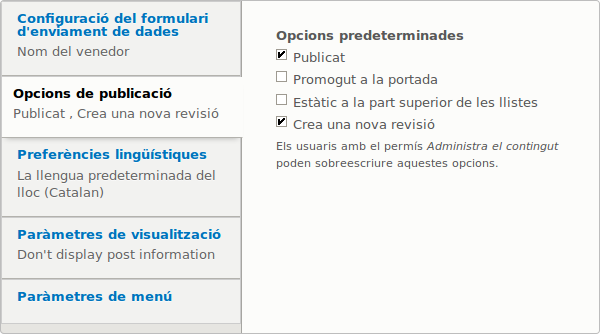 Configuració del formulari
d'enviament de dades
Nom del venedor
Opcions de publicació
Publicat , Crea una nova revisió
Preferències lingüístiques
La llengua predeterminada del
lloc (Catalan)
Paràmetres de visualització
Don't display post information
Paràmetres de menú
Opcions predeterminades
Publicat
Promogut a la portada
Estàtic a la part superior de les llistes
Crea una nova revisió
Els usuaris amb el permís Administra el contingut
poden sobreescriure aquestes opcions.